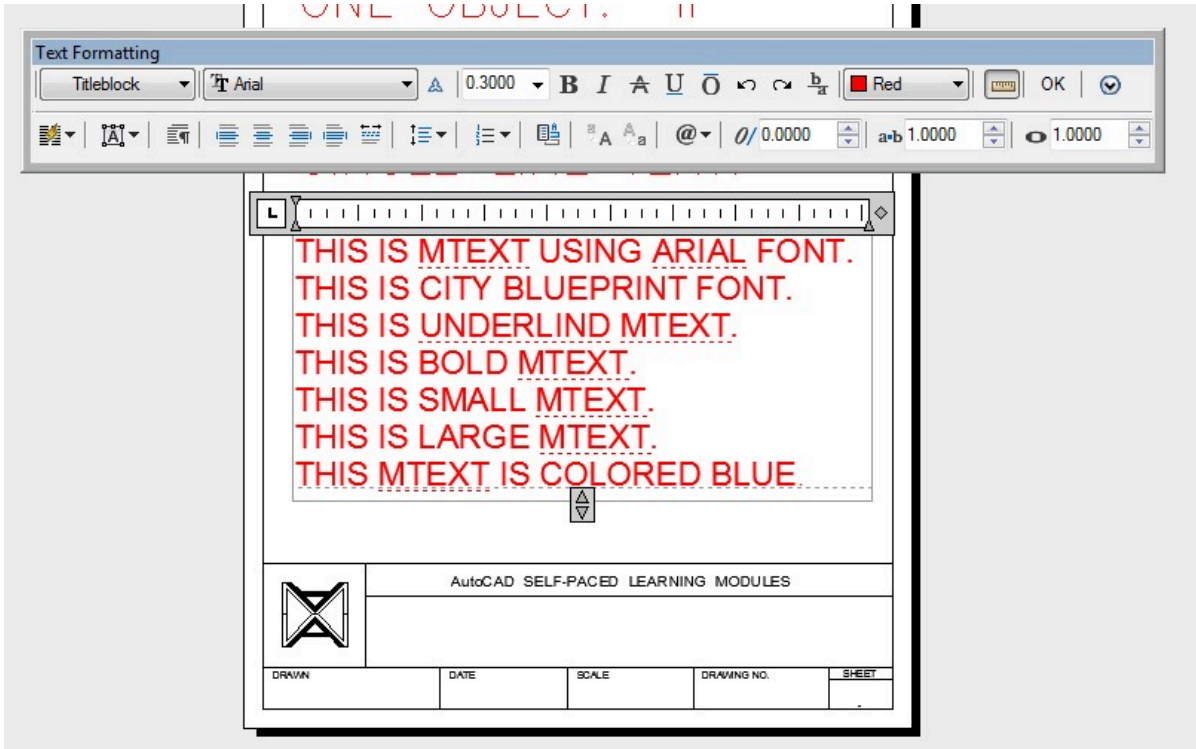 ONE OBJECT.
Text Formatting
Titleblock Arial 0.3000 B I A U O b/a Red OK
@ 0/ 0.0000 a•b 1.0000 1.0000
THIS IS MTEXT USING ARIAL FONT.
THIS IS CITY BLUEPRINT FONT.
THIS IS UNDERLIND MTEXT.
THIS IS BOLD MTEXT.
THIS IS SMALL MTEXT.
THIS IS LARGE MTEXT.
THIS MTEXT IS COLORED BLUE.
AutoCAD SELF-PACED LEARNING MODULES
DRAWN DATE SCALE DRAWING NO. SHEET